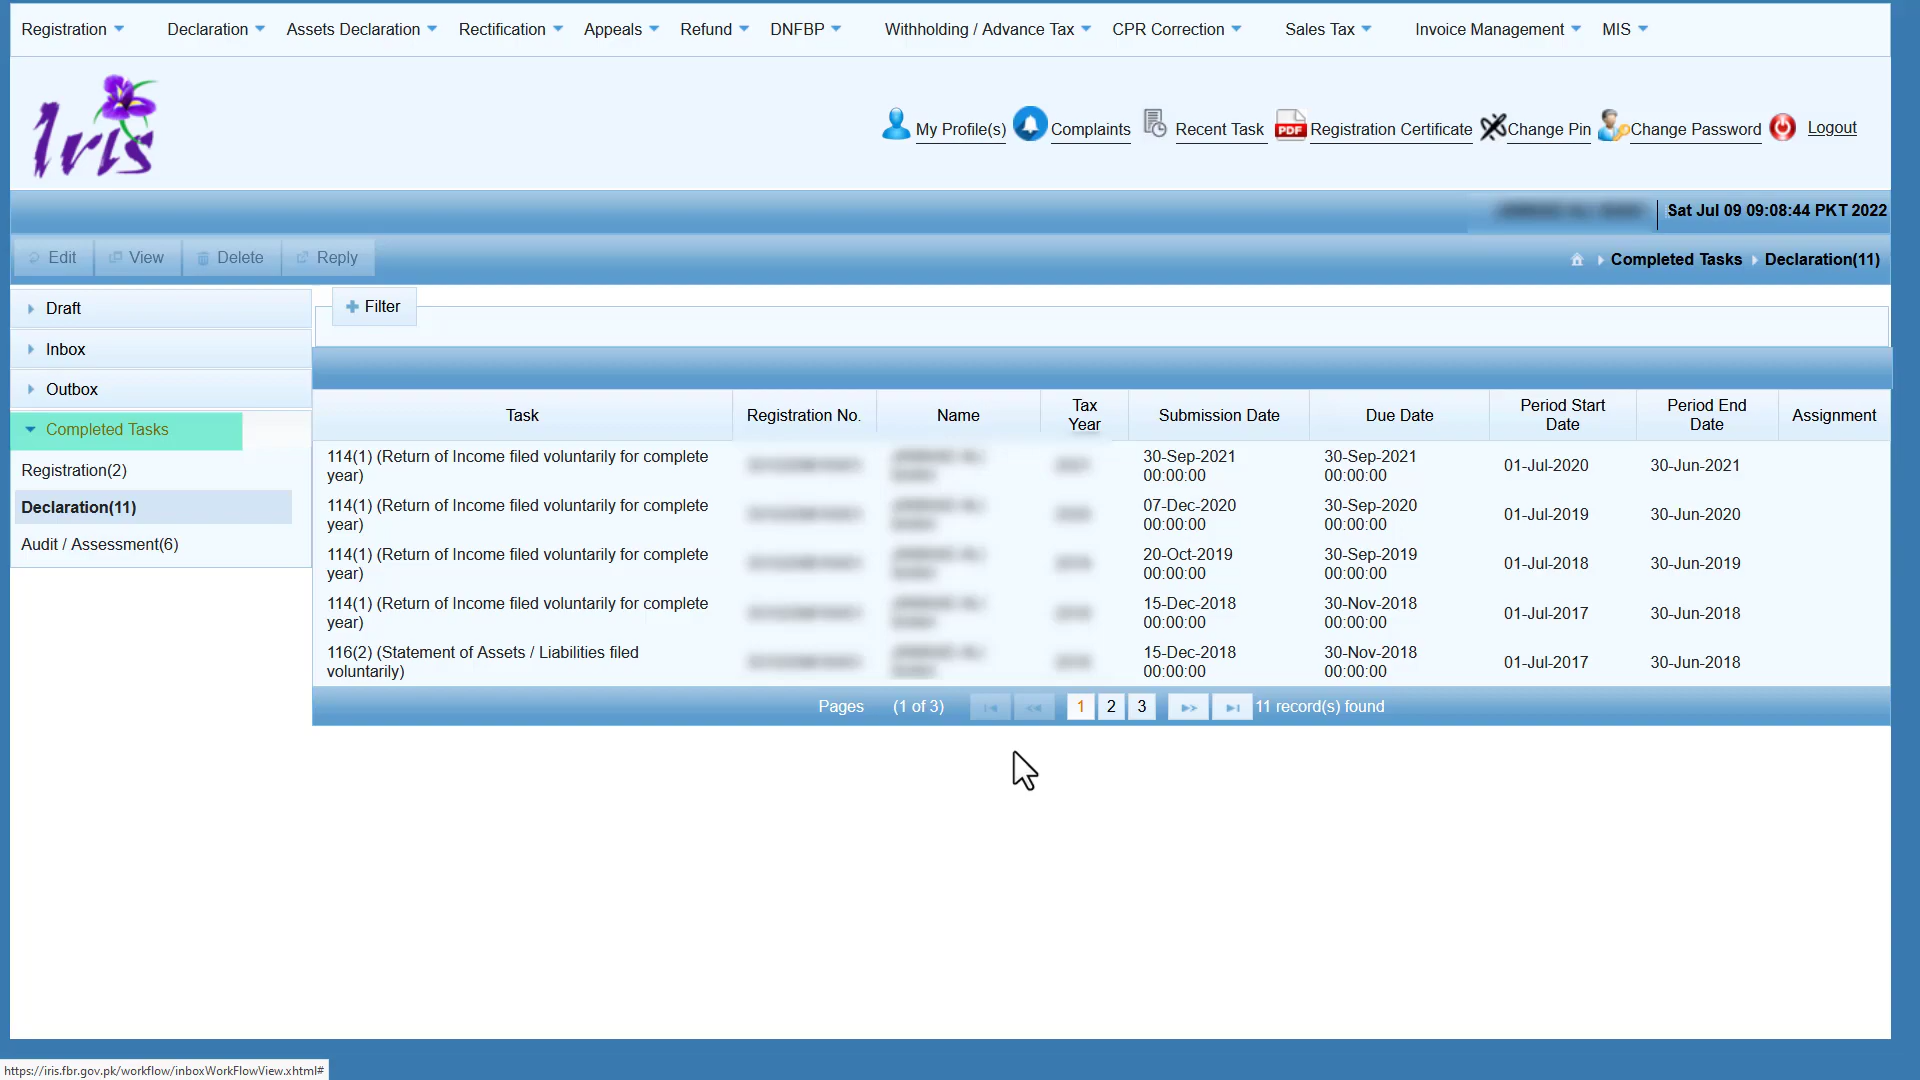 Registration Declaration Assets Declaration Rectification Appeals Refund DNFBP Withholding / Advance Tax CPR Correction Sales Tax Invoice Management MIS
Iris
My Profile(s) Complaints Recent Task PDF Registration Certificate Change Pin Change Password Logout
Sat Jul 09 09:08:44 PKT 2022
Edit View Delete Reply Completed Tasks Declaration(11)
Draft
Inbox
Outbox
Completed Tasks
Registration(2)
Declaration(11)
Audit / Assessment(6)
Filter
Task Registration No. Name Tax Year Submission Date Due Date Period Start Date Period End Date Assignment
114(1) (Return of Income filed voluntarily for complete 30-Sep-2021 30-Sep-2021 01-Jul-2020 30-Jun-2021
year) 00:00:00 00:00:00
114(1) (Return of Income filed voluntarily for complete 07-Dec-2020 30-Sep-2020 01-Jul-2019 30-Jun-2020
year) 00:00:00 00:00:00
114(1) (Return of Income filed voluntarily for complete 20-Oct-2019 30-Sep-2019 01-Jul-2018 30-Jun-2019
year) 00:00:00 00:00:00
114(1) (Return of Income filed voluntarily for complete 15-Dec-2018 30-Nov-2018 01-Jul-2017 30-Jun-2018
year) 00:00:00 00:00:00
116(2) (Statement of Assets / Liabilities filed 15-Dec-2018 30-Nov-2018 01-Jul-2017 30-Jun-2018
voluntarily) 00:00:00 00:00:00
Pages (1 of 3) 1 2 3 11 record(s) found
https://iris.fbr.gov.pk/workflow/inboxWorkFlowView.xhtml#